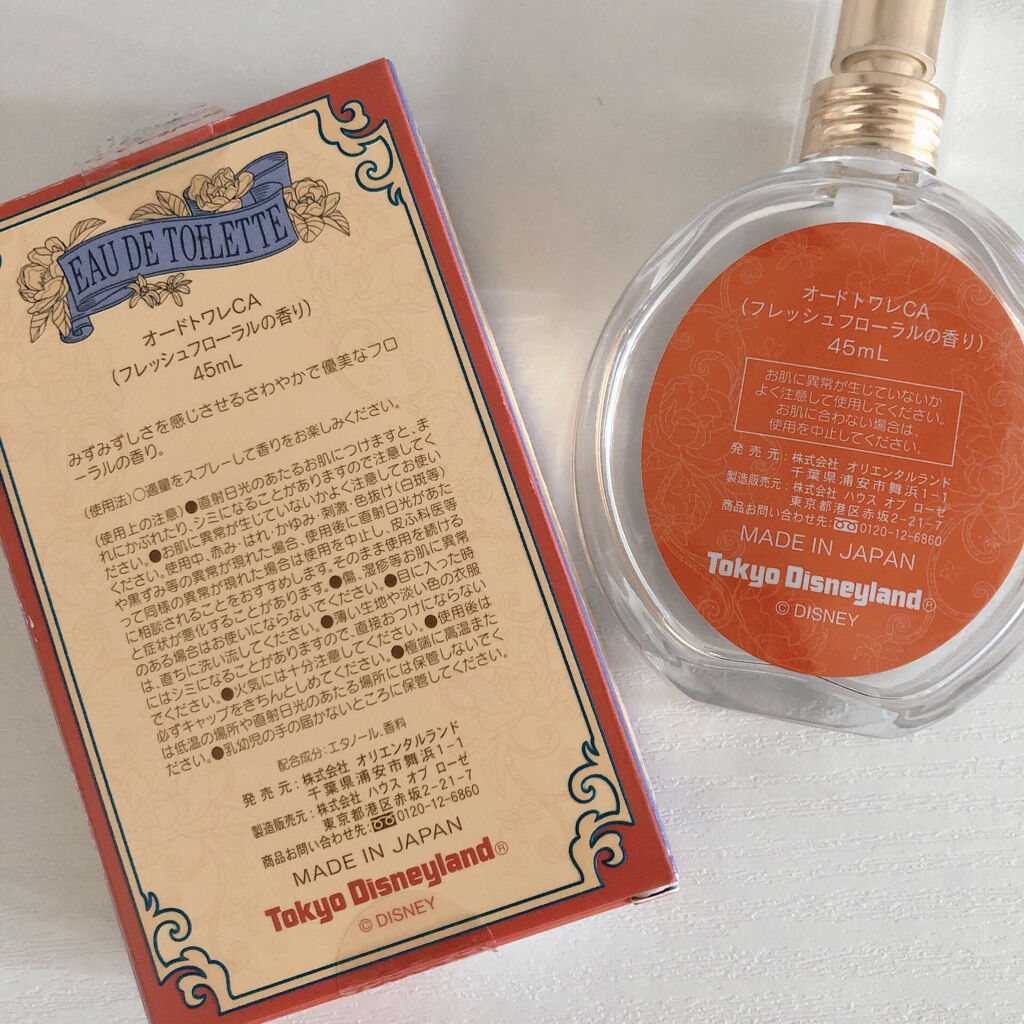 EAU DE TOILETTE
オードトワレCA
(フレッシュフローラルの香り)
45mL
みずみずしさを感じさせるさわやかで優美なフロ
ーラルの香り。
(使用法)○適量をスプレーして香りをお楽しみください。
(使用上の注意)●直射日光のあたるお肌につけますと、ま
れにかぶれたり、シミになることがありますので注意してく
ださい。●お肌に異常が生じていないかよく注意してお使い
ください。使用中、赤み・はれ・かゆみ・刺激・色抜け(白斑等)
や黒ずみ等の異常が現れた場合、使用後に直射日光があた
って同様の異常が現れた場合は使用を中止し、皮ふ科医等
に相談されることをおすすめします。そのまま使用を続ける
と症状が悪化することがあります。●傷、湿疹等お肌に異常
のある場合はお使いにならないでください。●目に入った時
は、直ちに洗い流してください。●薄い生地や淡い色の衣服
にはシミになることがありますので、直接おつけにならない
でください。●火気には十分注意してください。●使用後は
必ずキャップをきちんとしめてください。●極端に高温また
は低温の場所や直射日光のあたる場所には保管しないでく
ださい。●乳幼児の手の届かないところに保管してください。
配合成分:エタノール、香料
発売元:株式会社 オリエンタルランド
千葉県浦安市舞浜1-1
製造販売元:株式会社 ハウス オブ ローゼ
東京都港区赤坂2-21-7
商品お問い合わせ先:0120-12-6860
MADE IN JAPAN
Tokyo Disneyland®
© DISNEY
オードトワレCA
(フレッシュフローラルの香り)
45mL
お肌に異常が生じていないか
よく注意して使用してください。
お肌に合わない場合は、
使用を中止してください。
発売元:株式会社 オリエンタルランド
千葉県浦安市舞浜1-1
製造販売元:株式会社 ハウス オブ ローゼ
東京都港区赤坂2-21-7
商品お問い合わせ先:0120-12-6860
MADE IN JAPAN
Tokyo Disneyland®
© DISNEY